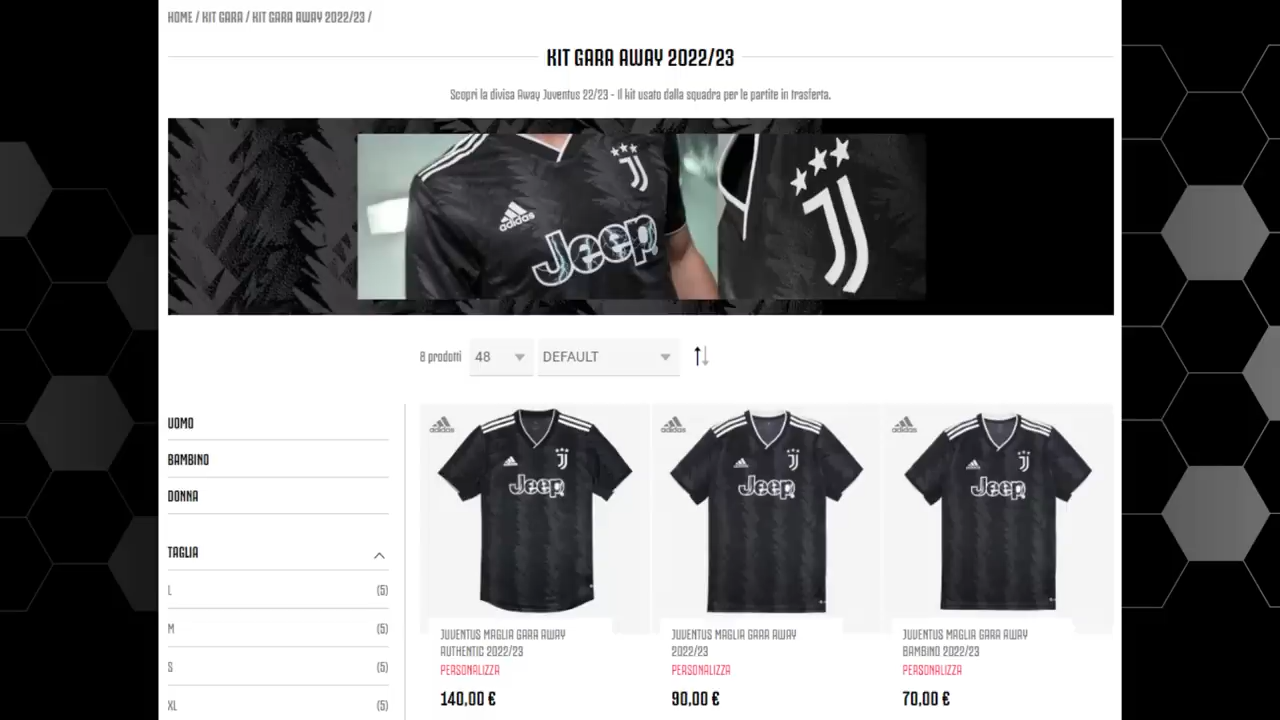 HOME / KIT GARA / KIT GARA AWAY 2022/23 /
KIT GARA AWAY 2022/23
Scopri la divisa Away Juventus 22/23 - Il kit usato dalla squadra per le partite in trasferta.
adidas
Jeep
8 prodotti
48
DEFAULT
UOMO
BAMBINO
DONNA
TAGLIA
L (5)
M (5)
S (5)
XL (5)
adidas
Jeep
JUVENTUS MAGLIA GARA AWAY
AUTHENTIC 2022/23
PERSONALIZZA
140,00 €
adidas
Jeep
JUVENTUS MAGLIA GARA AWAY
2022/23
PERSONALIZZA
90,00 €
adidas
Jeep
JUVENTUS MAGLIA GARA AWAY
BAMBINO 2022/23
PERSONALIZZA
70,00 €